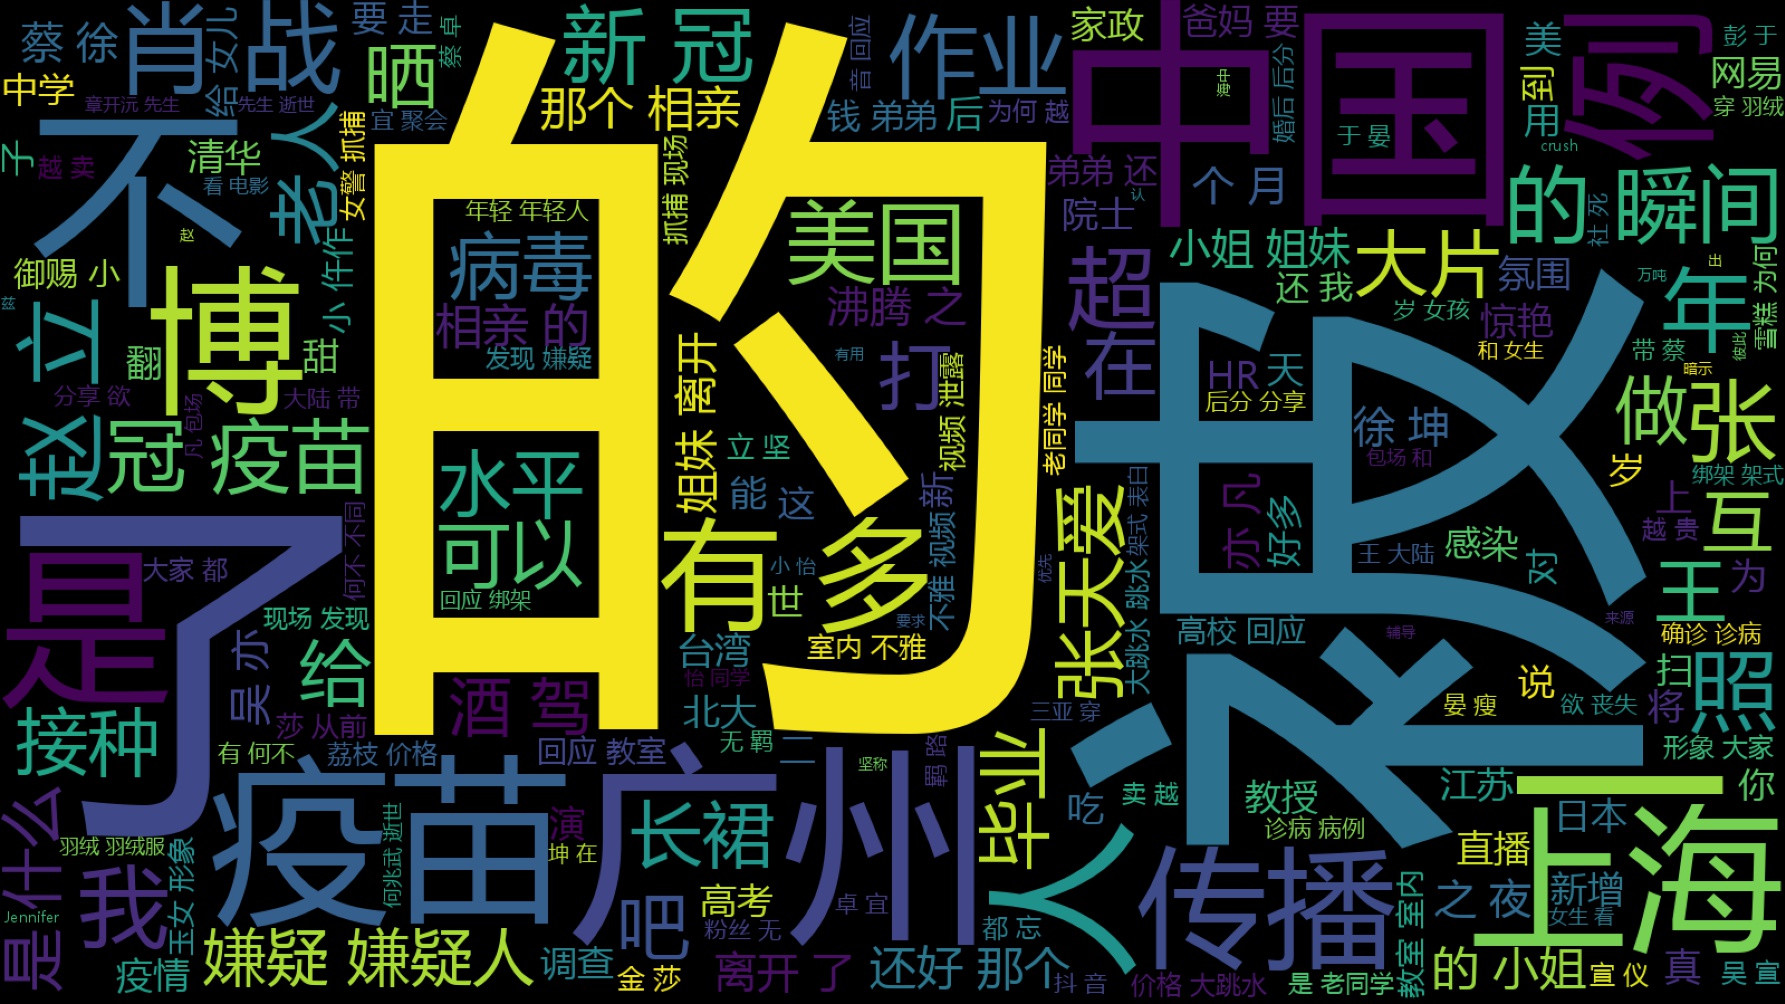 的
中国
没
不
了
是
博
疫苗
广州
上海
例
传播
人
肖战
蔡 徐
女儿
给
要 走
蔡 卓
晒
新 冠
音 回应
作业
家政
爸妈 要
美
彭 于
网易
穿 羽绒
中学
章开沅 先生
先生 逝世
宜 聚会
那个 相亲
钱 弟弟
后
为何 越
婚后 后分
海中
到
用
crush
于 晏
子
越 卖
清华
看 电影
老人
女警 抓捕
抓捕 现场
弟弟 还
认
个 月
院士
的 瞬间
社 死
年轻 年轻人
病毒
美国
相亲 的
发现 嫌疑
沸腾 之
有用
打
视频 泄露
小姐 姐妹
还 我
大片
氛围
岁 女孩
惊艳
和 女生
万吨
出
年
雪糕 为何
带 蔡
彼此
暗示
御赐 小
小 仵作
兹
立
翻
甜
分享 欲
大陆 带
凡 包场
超
在
老同学 同学
HR
天
后分 分享
徐 坤
包场 和
做
张
岁
绑架 架式
赵
冠 疫苗
姐妹 离开
立 坚
能
这
新
水平
可以
回应 绑架
有
多
小 怡
世
要求
不雅 视频
优先
室内 不雅
台湾
怡 同学
张天爱
架式 表白
大跳水 跳水
亦 凡
好多
王 大陆
感染
对
上
越 贵
互
王
为
高校 回应
辅导
来源
确诊 诊病
大家 都
何不 不同
现场 发现
吴 亦
给
莎 从前
接种
有 何不
荔枝 价格
酒 驾
回应 教室
北大
无 羁
二
羁 路
坚称
三亚 穿
说
晏 瘦
欲 丧失
扫
将
照
形象 大家
是什么
羽绒 羽绒服
何兆武 逝世
演
坤 在
长裙
毕业
吃
卖 越
教授
诊病 病例
江苏
一
你
日本
直播
Jennifer
我
玉女 形象
吧
高考
卓 宜
粉丝 无
都 忘
教室 室内
之 夜
新增
女生 看
疫情
嫌疑 嫌疑人
调查
金 莎
离开 了
还好 那个
抖 音
价格 大跳水
是 老同学
的 小姐
宣 仪
真
吴 宣